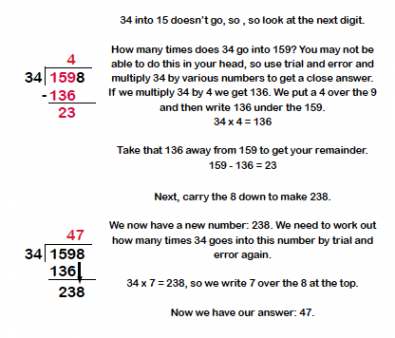 34 into 15 doesn't go, so , so look at the next digit.
4
34 1598
- 136
23
How many times does 34 go into 159? You may not be
able to do this in your head, so use trial and error and
multiply 34 by various numbers to get a close answer.
If we multiply 34 by 4 we get 136. We put a 4 over the 9
and then write 136 under the 159.
34 x 4 = 136
Take that 136 away from 159 to get your remainder.
159 - 136 = 23
Next, carry the 8 down to make 238.
47
34 1598
136
238
We now have a new number: 238. We need to work out
how many times 34 goes into this number by trial and
error again.
34 x 7 = 238, so we write 7 over the 8 at the top.
Now we have our answer: 47.